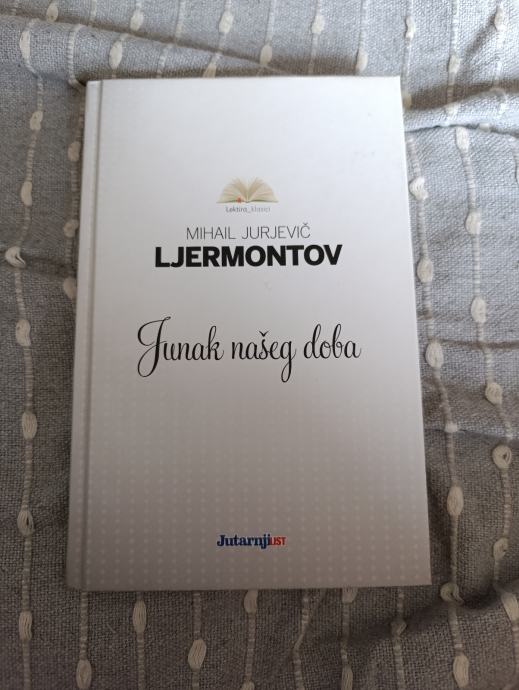 Lektira_klasici
MIHAIL JURJEVIČ
LJERMONTOV
Junak našeg doba
Jutarnji LIST